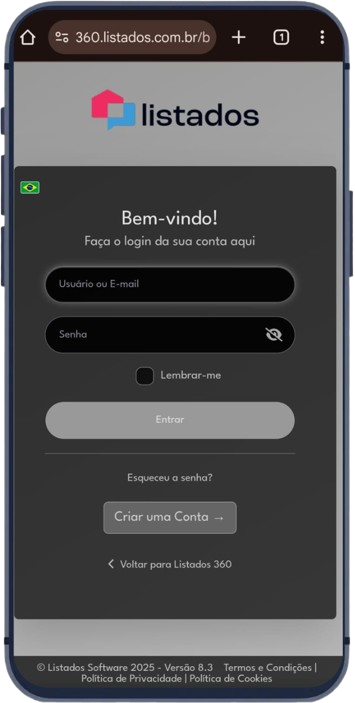 360.listados.com.br/b
1
listados
Bem-vindo!
Faça o login da sua conta aqui
Usuário ou E-mail
Senha
Lembrar-me
Entrar
Esqueceu a senha?
Criar uma Conta →
Voltar para Listados 360
© Listados Software 2025 - Versão 8.3 Termos e Condições |
Política de Privacidade | Política de Cookies